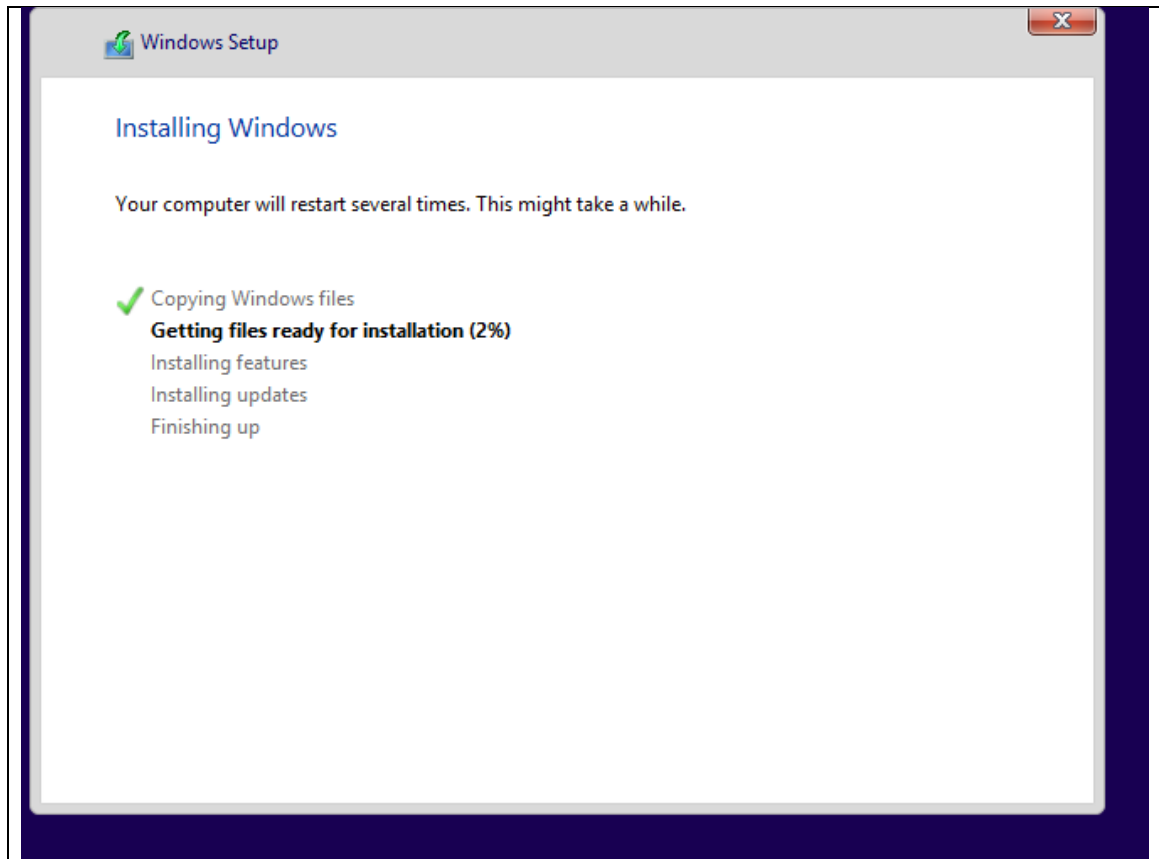 Windows Setup
Installing Windows
Your computer will restart several times. This might take a while.
Copying Windows files
Getting files ready for installation (2%)
Installing features
Installing updates
Finishing up